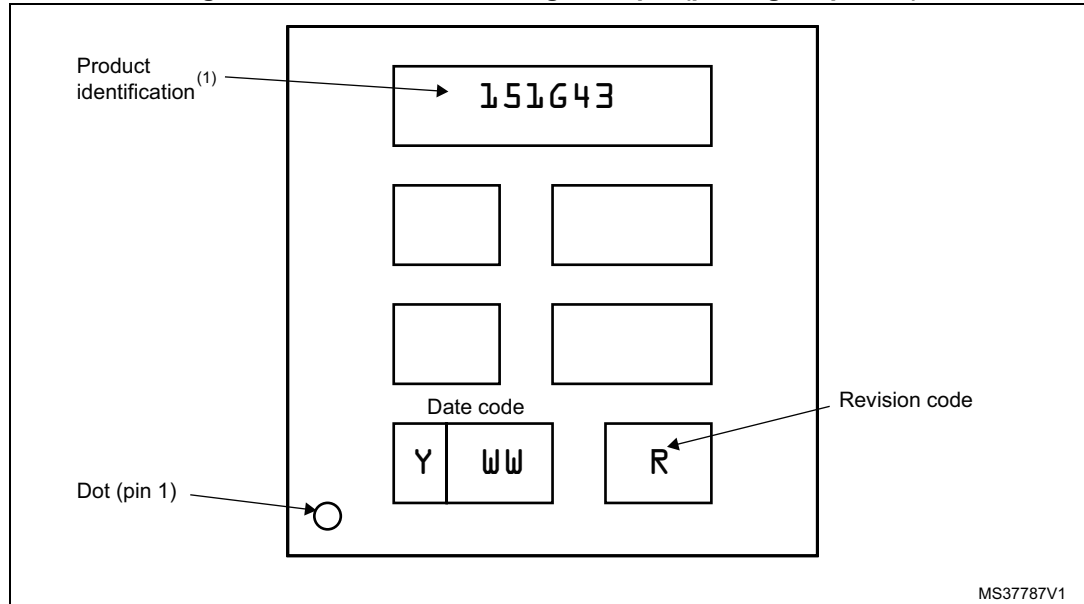 Product
identification (1)
151G43
Date code
Revision code
Y WW R
Dot (pin 1)
MS37787V1